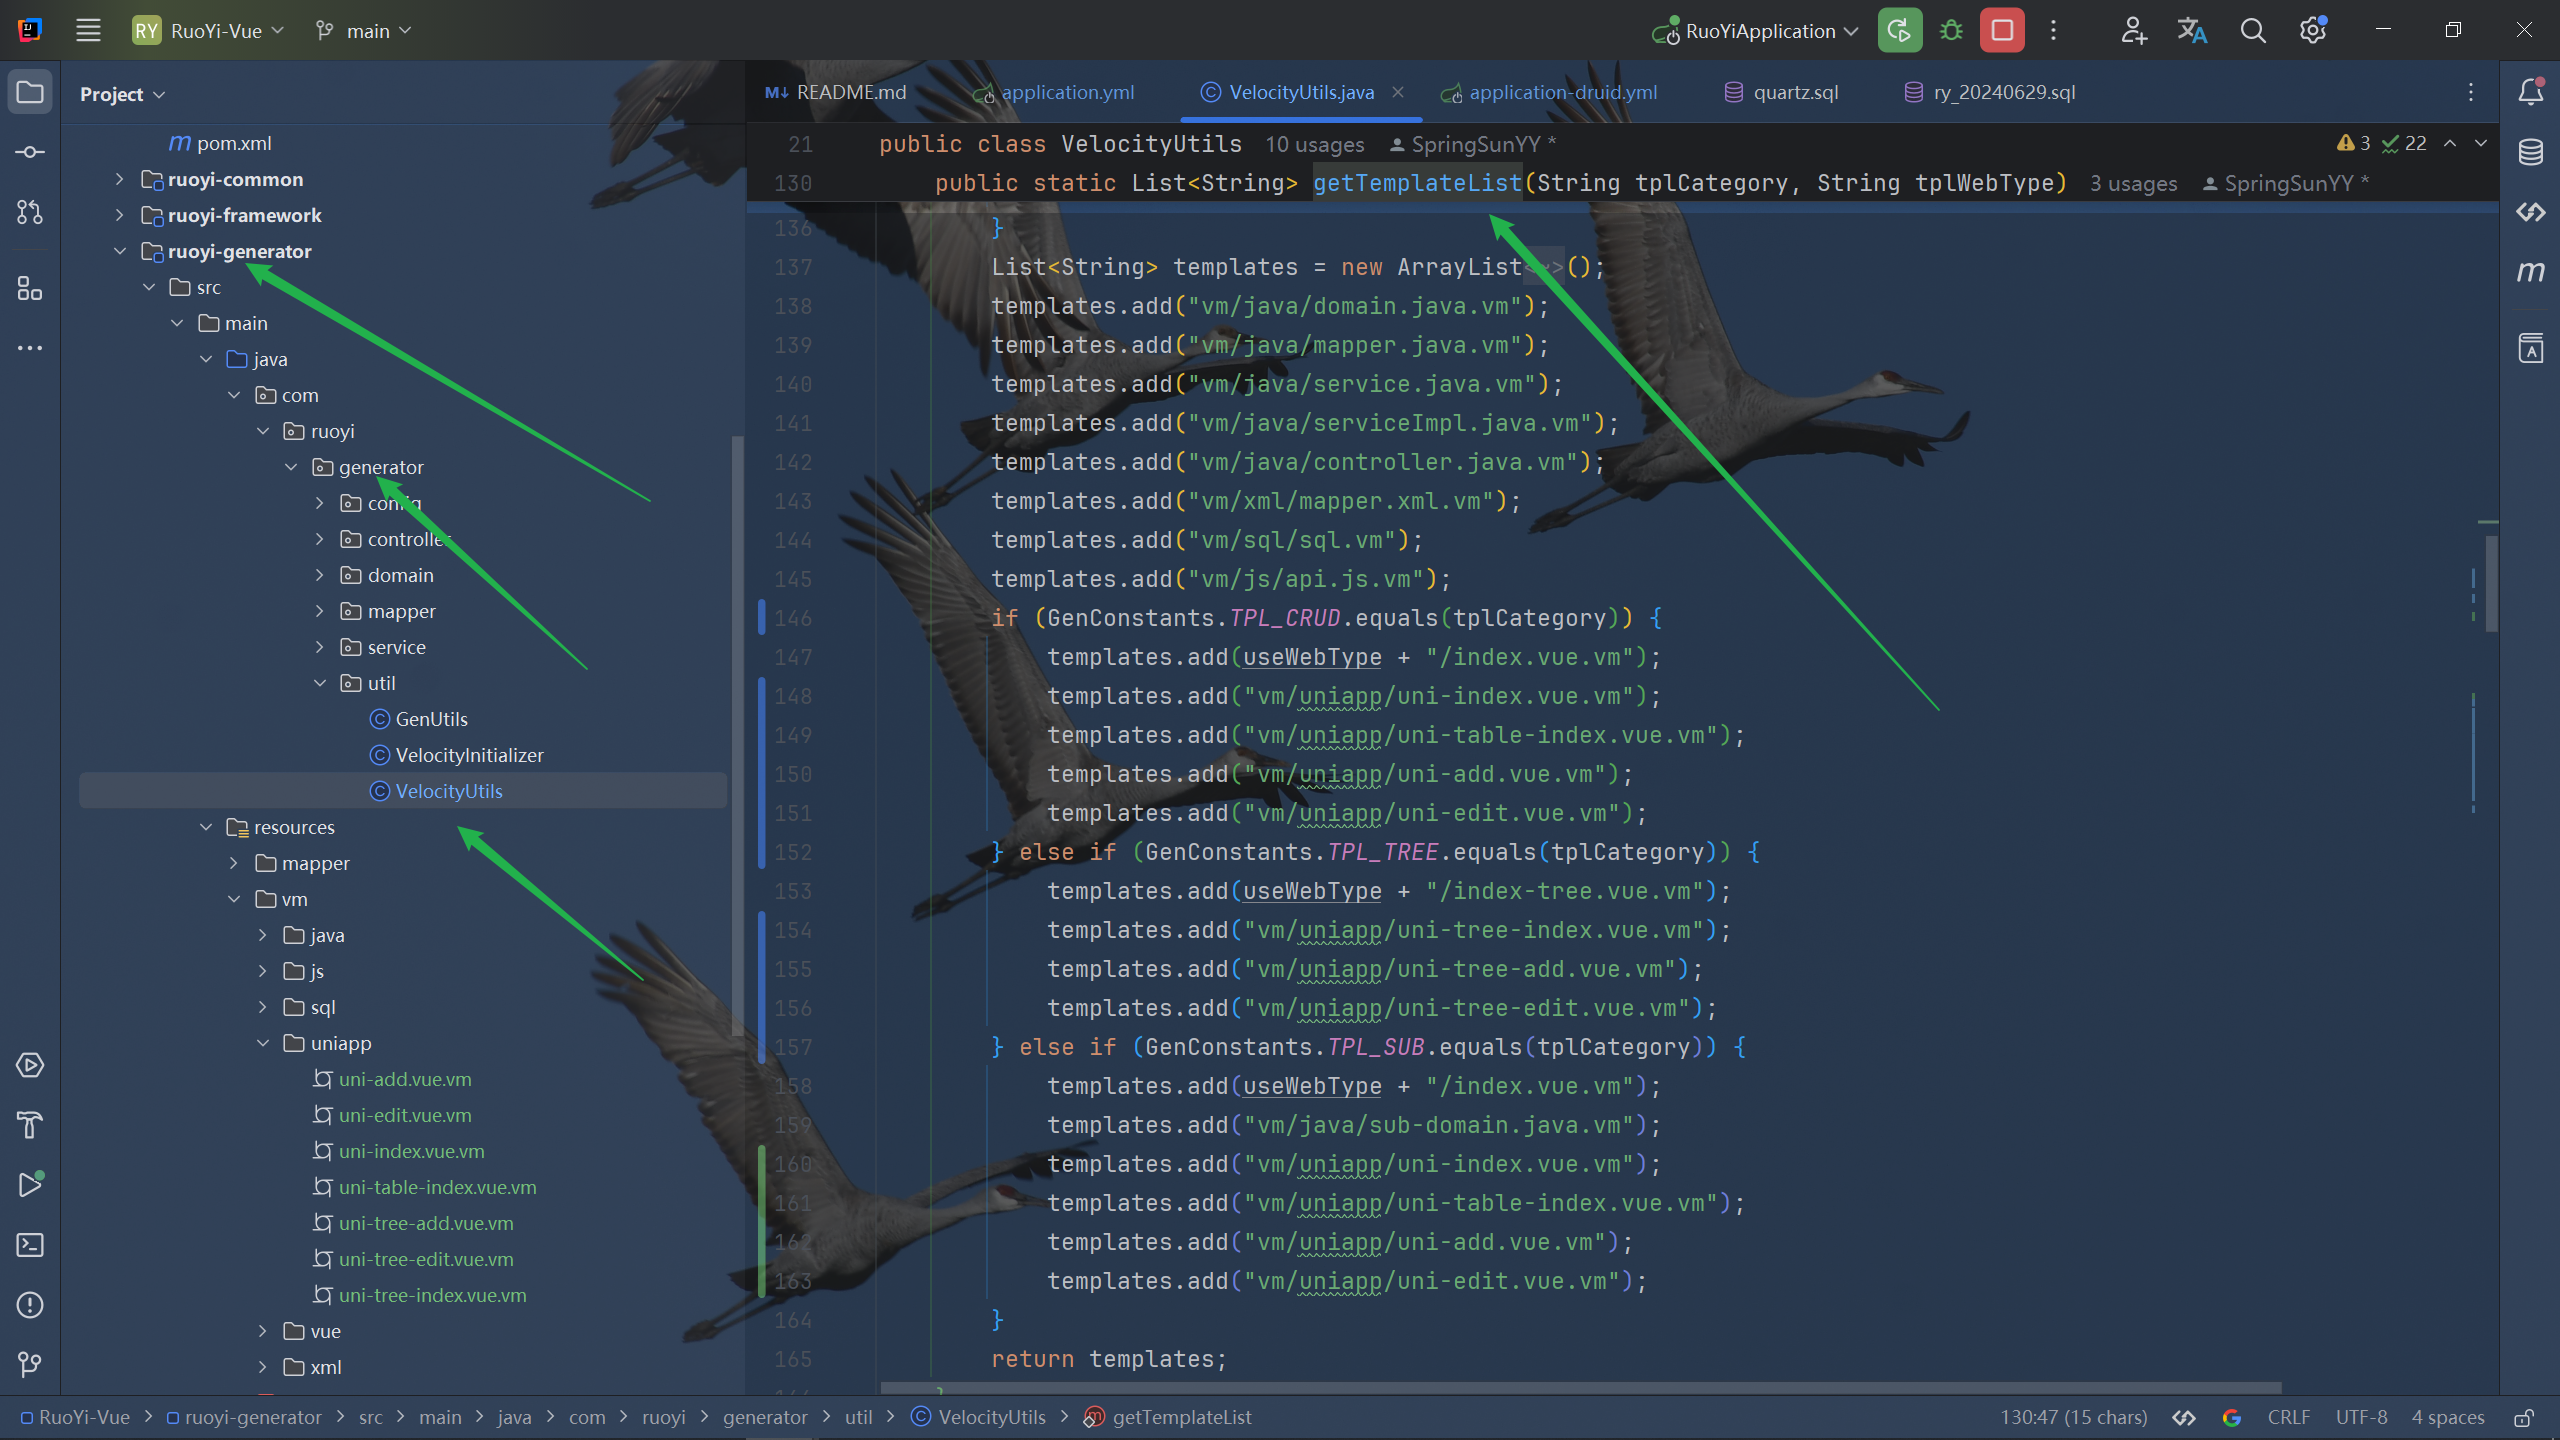 RY RuoYi-Vue main RuoYiApplication
Project
pom.xml
ruoyi-common
ruoyi-framework
ruoyi-generator
src
main
java
com
ruoyi
generator
config
controller
domain
mapper
service
util
GenUtils
VelocityInitializer
VelocityUtils
resources
mapper
vm
java
js
sql
uniapp
uni-add.vue.vm
uni-edit.vue.vm
uni-index.vue.vm
uni-table-index.vue.vm
uni-tree-add.vue.vm
uni-tree-edit.vue.vm
uni-tree-index.vue.vm
vue
xml
README.md application.yml VelocityUtils.java application-druid.yml quartz.sql ry_20240629.sql
21 public class VelocityUtils 10 usages SpringSunYY * 3 22
130 public static List<String> getTemplateList(String tplCategory, String tplWebType) 3 usages SpringSunYY *
136 }
137 List<String> templates = new ArrayList<~>();
138 templates.add("vm/java/domain.java.vm");
139 templates.add("vm/java/mapper.java.vm");
140 templates.add("vm/java/service.java.vm");
141 templates.add("vm/java/serviceImpl.java.vm");
142 templates.add("vm/java/controller.java.vm");
143 templates.add("vm/xml/mapper.xml.vm");
144 templates.add("vm/sql/sql.vm");
145 templates.add("vm/js/api.js.vm");
146 if (GenConstants.TPL_CRUD.equals(tplCategory)) {
147 templates.add(useWebType + "/index.vue.vm");
148 templates.add("vm/uniapp/uni-index.vue.vm");
149 templates.add("vm/uniapp/uni-table-index.vue.vm");
150 templates.add("vm/uniapp/uni-add.vue.vm");
151 templates.add("vm/uniapp/uni-edit.vue.vm");
152 } else if (GenConstants.TPL_TREE.equals(tplCategory)) {
153 templates.add(useWebType + "/index-tree.vue.vm");
154 templates.add("vm/uniapp/uni-tree-index.vue.vm");
155 templates.add("vm/uniapp/uni-tree-add.vue.vm");
156 templates.add("vm/uniapp/uni-tree-edit.vue.vm");
157 } else if (GenConstants.TPL_SUB.equals(tplCategory)) {
158 templates.add(useWebType + "/index.vue.vm");
159 templates.add("vm/java/sub-domain.java.vm");
160 templates.add("vm/uniapp/uni-index.vue.vm");
161 templates.add("vm/uniapp/uni-table-index.vue.vm");
162 templates.add("vm/uniapp/uni-add.vue.vm");
163 templates.add("vm/uniapp/uni-edit.vue.vm");
164 }
165 return templates;
RuoYi-Vue > ruoyi-generator > src > main > java > com > ruoyi > generator > util > VelocityUtils > getTemplateList 130:47 (15 chars) CRLF UTF-8 4 spaces